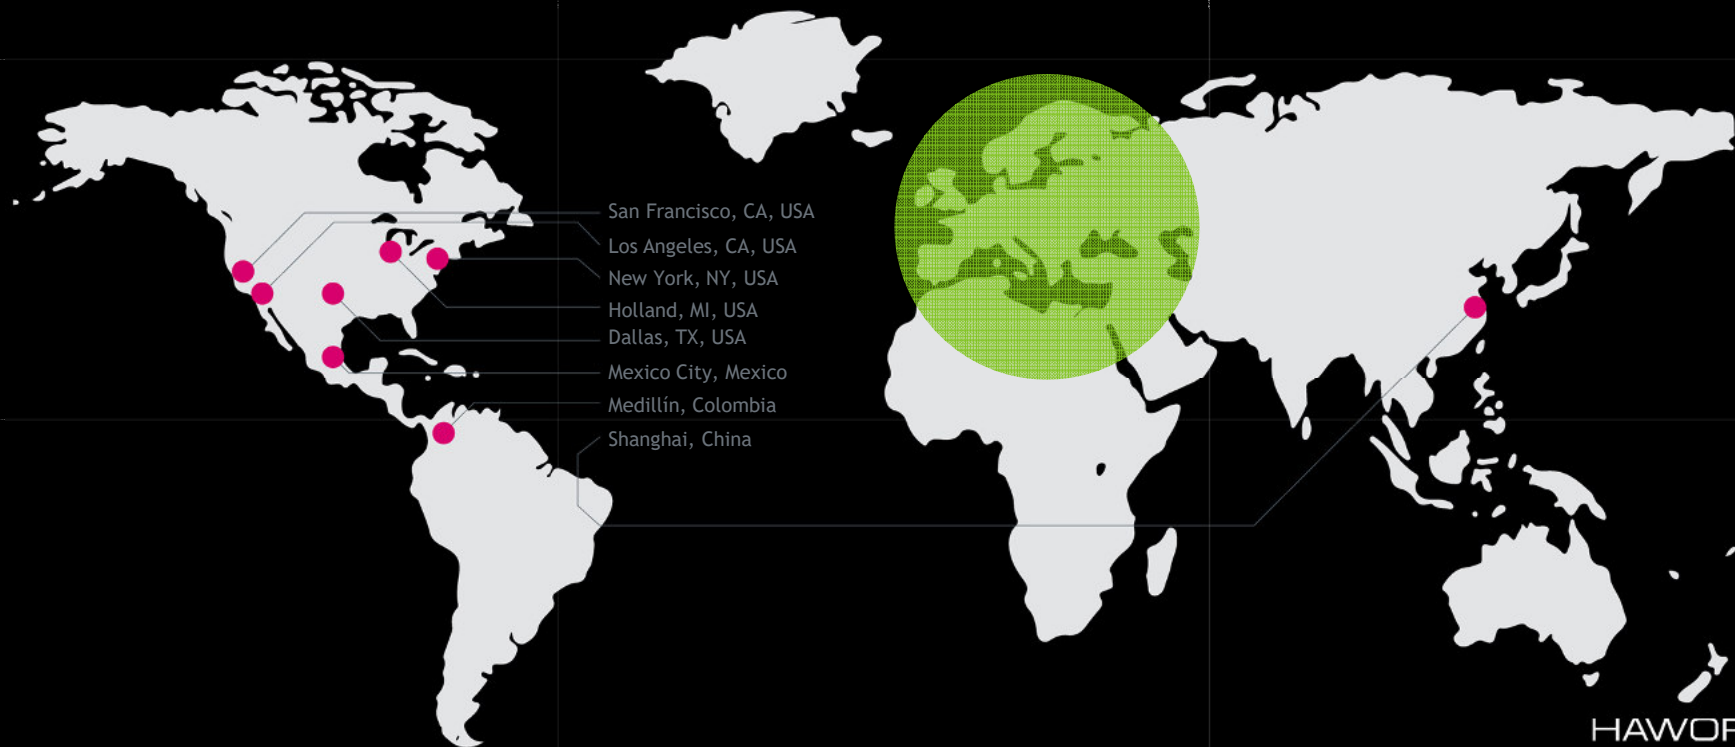 San Francisco, CA, USA
Los Angeles, CA, USA
New York, NY, USA
Holland, MI, USA
Dallas, TX, USA
Mexico City, Mexico
Medillín, Colombia
Shanghai, China
HAWOR